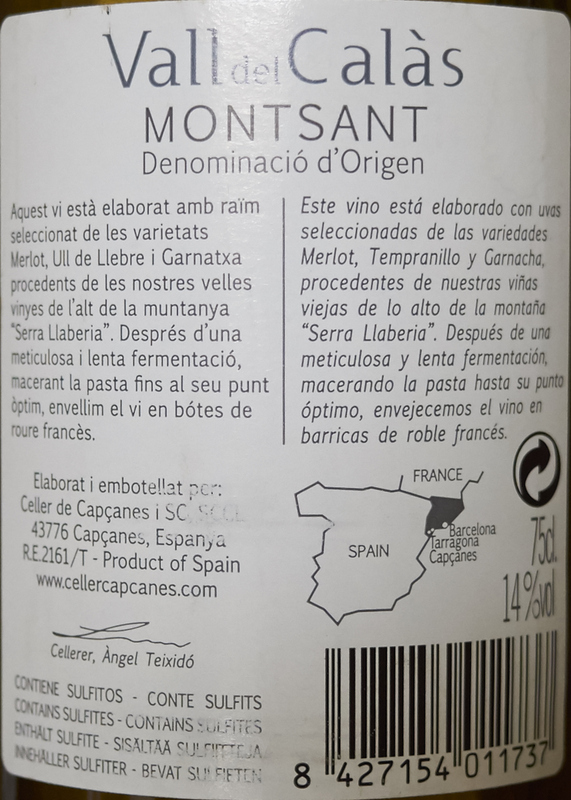 Vall del Calàs
MONTSANT
Denominació d'Origen
Aquest vi està elaborat amb raïm
seleccionat de les varietats
Merlot, Ull de Llebre i Garnatxa
procedents de les nostres velles
vinyes de l'alt de la muntanya
"Serra Llaberia". Després d'una
meticulosa i lenta fermentació,
macerant la pasta fins al seu punt
òptim, envellim el vi en bótes de
roure francès.
Este vino está elaborado con uvas
seleccionadas de las variedades
Merlot, Tempranillo y Garnacha,
procedentes de nuestras viñas
viejas de lo alto de la montaña
"Serra Llaberia". Después de una
meticulosa y lenta fermentación,
macerando la pasta hasta su punto
óptimo, envejecemos el vino en
barricas de roble francés.
Elaborat i embotellat per:
Celler de Capçanes i SC, SCCL
43776 Capçanes, Espanya
R.E.2161/T - Product of Spain
www.cellercapcanes.com
Cellerer, Àngel Teixidó
CONTIENE SULFITOS - CONTE SULFITS
CONTAINS SULFITES - CONTAINS SULFITES
ENTHÄLT SULFITE - SISÄLTÄÄ SULFIITTEJA
INNEHÅLLER SULFITER - BEVAT SULFIETEN
FRANCE
SPAIN
Barcelona
Tarragona
Capçanes
75cl.
14%vol
8 427154 011737